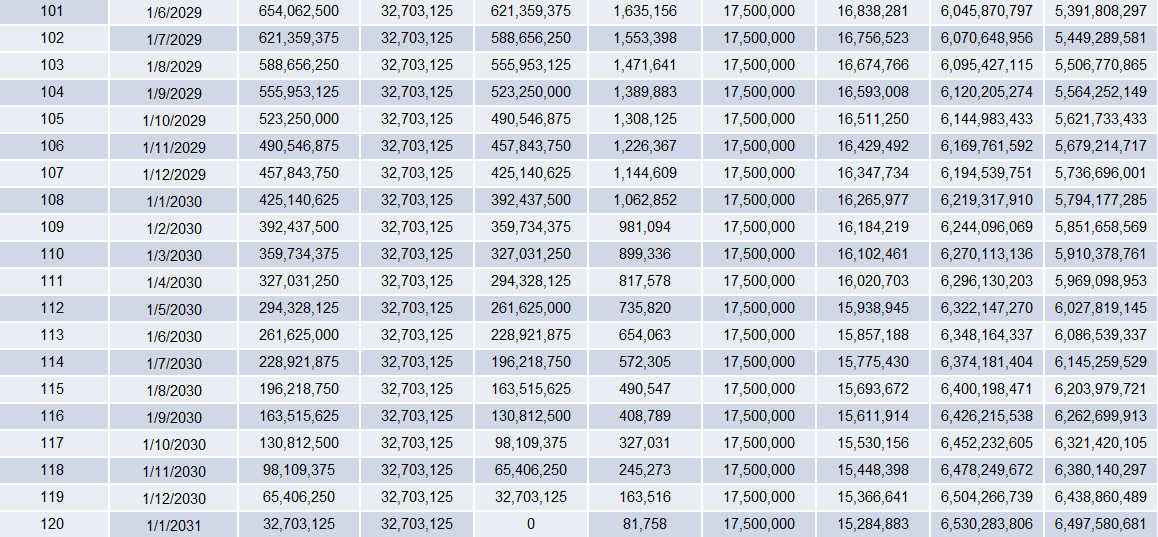 101 1/6/2029 654,062,500 32,703,125 621,359,375 1,635,156 17,500,000 16,838,281 6,045,870,797 5,391,808,297
102 1/7/2029 621,359,375 32,703,125 588,656,250 1,553,398 17,500,000 16,756,523 6,070,648,956 5,449,289,581
103 1/8/2029 588,656,250 32,703,125 555,953,125 1,471,641 17,500,000 16,674,766 6,095,427,115 5,506,770,865
104 1/9/2029 555,953,125 32,703,125 523,250,000 1,389,883 17,500,000 16,593,008 6,120,205,274 5,564,252,149
105 1/10/2029 523,250,000 32,703,125 490,546,875 1,308,125 17,500,000 16,511,250 6,144,983,433 5,621,733,433
106 1/11/2029 490,546,875 32,703,125 457,843,750 1,226,367 17,500,000 16,429,492 6,169,761,592 5,679,214,717
107 1/12/2029 457,843,750 32,703,125 425,140,625 1,144,609 17,500,000 16,347,734 6,194,539,751 5,736,696,001
108 1/1/2030 425,140,625 32,703,125 392,437,500 1,062,852 17,500,000 16,265,977 6,219,317,910 5,794,177,285
109 1/2/2030 392,437,500 32,703,125 359,734,375 981,094 17,500,000 16,184,219 6,244,096,069 5,851,658,569
110 1/3/2030 359,734,375 32,703,125 327,031,250 899,336 17,500,000 16,102,461 6,270,113,136 5,910,378,761
111 1/4/2030 327,031,250 32,703,125 294,328,125 817,578 17,500,000 16,020,703 6,296,130,203 5,969,098,953
112 1/5/2030 294,328,125 32,703,125 261,625,000 735,820 17,500,000 15,938,945 6,322,147,270 6,027,819,145
113 1/6/2030 261,625,000 32,703,125 228,921,875 654,063 17,500,000 15,857,188 6,348,164,337 6,086,539,337
114 1/7/2030 228,921,875 32,703,125 196,218,750 572,305 17,500,000 15,775,430 6,374,181,404 6,145,259,529
115 1/8/2030 196,218,750 32,703,125 163,515,625 490,547 17,500,000 15,693,672 6,400,198,471 6,203,979,721
116 1/9/2030 163,515,625 32,703,125 130,812,500 408,789 17,500,000 15,611,914 6,426,215,538 6,262,699,913
117 1/10/2030 130,812,500 32,703,125 98,109,375 327,031 17,500,000 15,530,156 6,452,232,605 6,321,420,105
118 1/11/2030 98,109,375 32,703,125 65,406,250 245,273 17,500,000 15,448,398 6,478,249,672 6,380,140,297
119 1/12/2030 65,406,250 32,703,125 32,703,125 163,516 17,500,000 15,366,641 6,504,266,739 6,438,860,489
120 1/1/2031 32,703,125 32,703,125 0 81,758 17,500,000 15,284,883 6,530,283,806 6,497,580,681